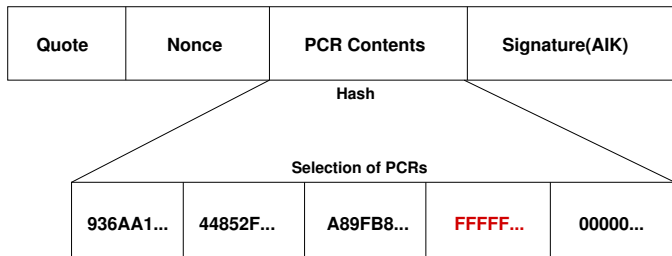 Quote Nonce PCR Contents Signature(AIK)
Hash
Selection of PCRs
936AA1... 44852F... A89FB8... FFFFF... 00000...